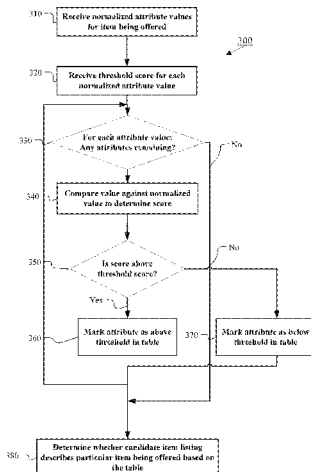 310
Receive normalized attribute values
for item being offered
300
320
Receive threshold score for each
normalized attribute value
330
For each attribute value:
Any attributes remaining?
No
340
Compare value against normalized
value to determine score
350
Is score above
threshold score?
No
Yes
360
Mark attribute as above
threshold in table
370
Mark attribute as below
threshold in table
380
Determine whether candidate item listing
describes particular item being offered based on
the table